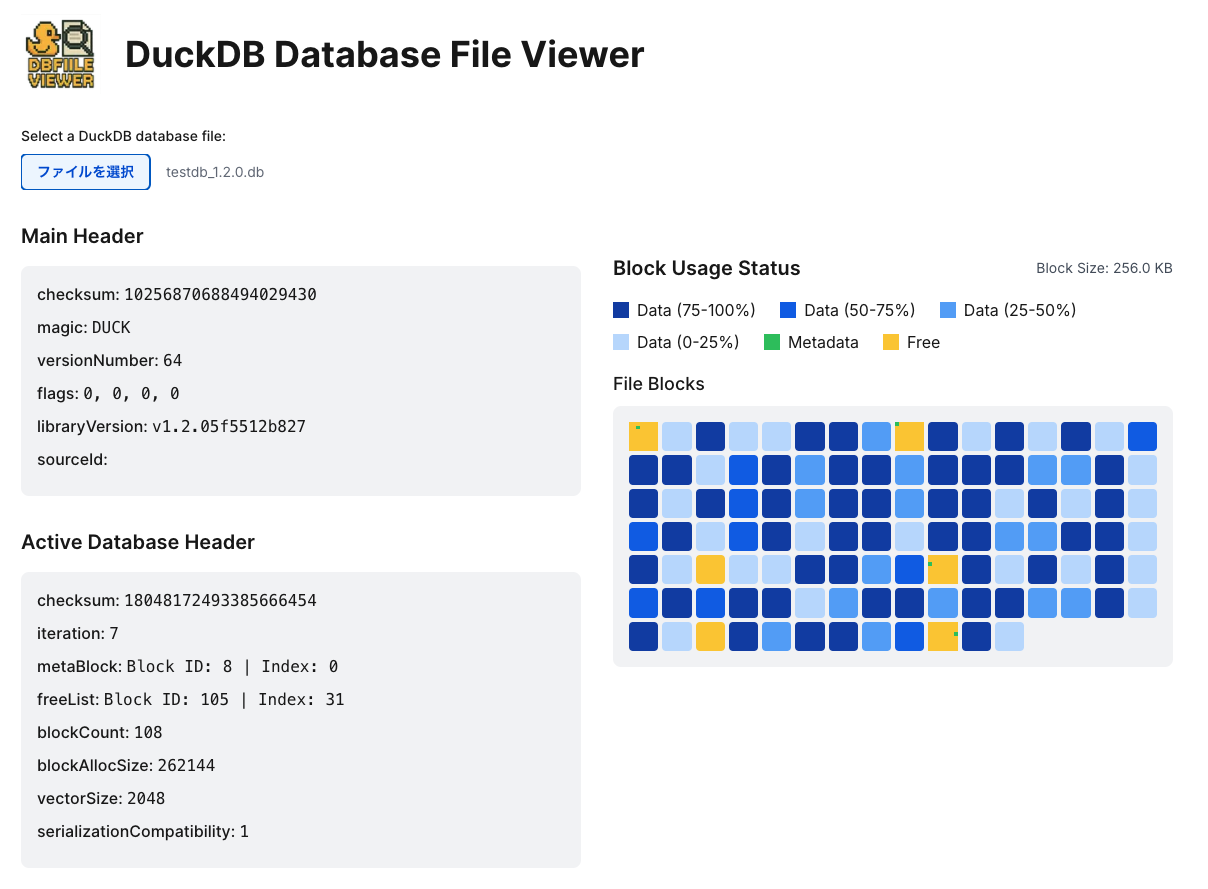 DBFIILE
VIEWER
DuckDB Database File Viewer
Select a DuckDB database file:
ファイルを選択 testdb_1.2.0.db
Main Header
checksum: 10256870688494029430
magic: DUCK
versionNumber: 64
flags: 0, 0, 0, 0
libraryVersion: v1.2.05f5512b827
sourceId:
Active Database Header
checksum: 18048172493385666454
iteration: 7
metaBlock: Block ID: 8 | Index: 0
freeList: Block ID: 105 | Index: 31
blockCount: 108
blockAllocSize: 262144
vectorSize: 2048
serializationCompatibility: 1
Block Usage Status Block Size: 256.0 KB
Data (75-100%) Data (50-75%) Data (25-50%)
Data (0-25%) Metadata Free
File Blocks